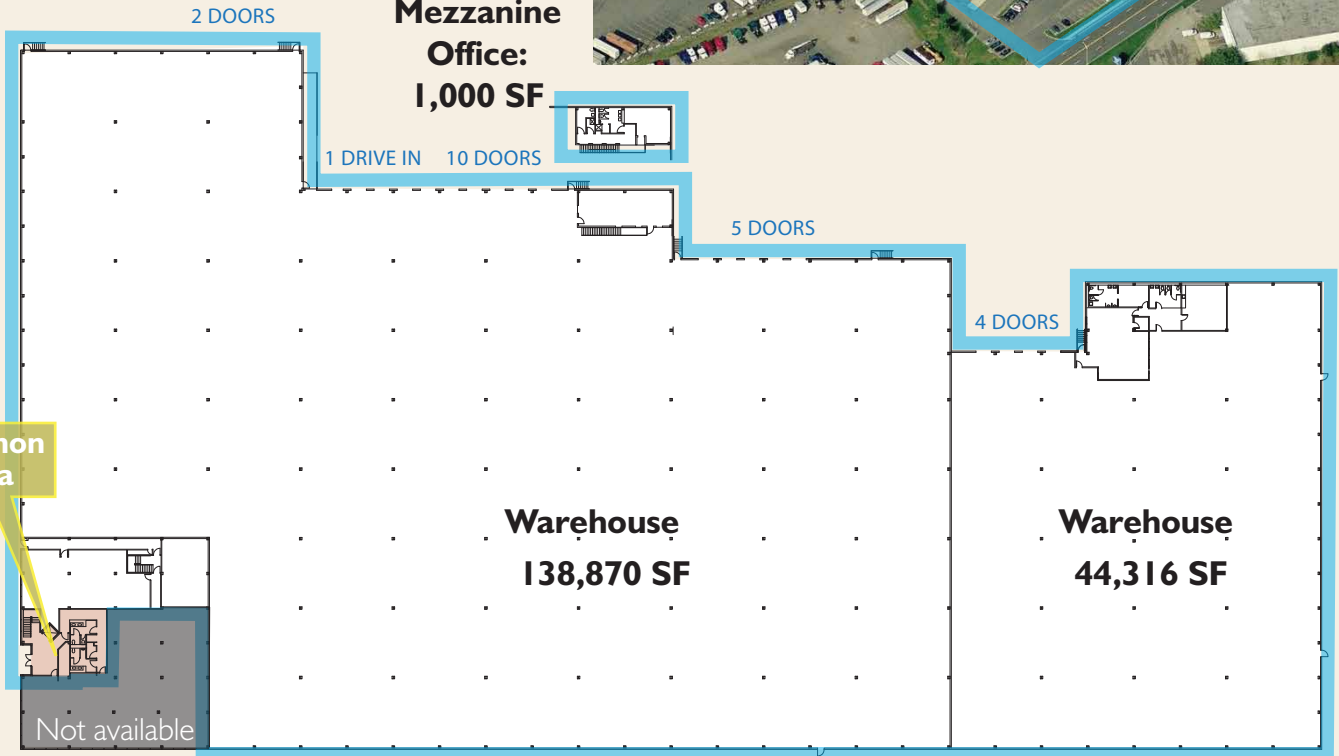 2 DOORS
Mezzanine
Office:
1,000 SF
1 DRIVE IN 10 DOORS
5 DOORS
4 DOORS
Warehouse
138,870 SF
Warehouse
44,316 SF
Not available